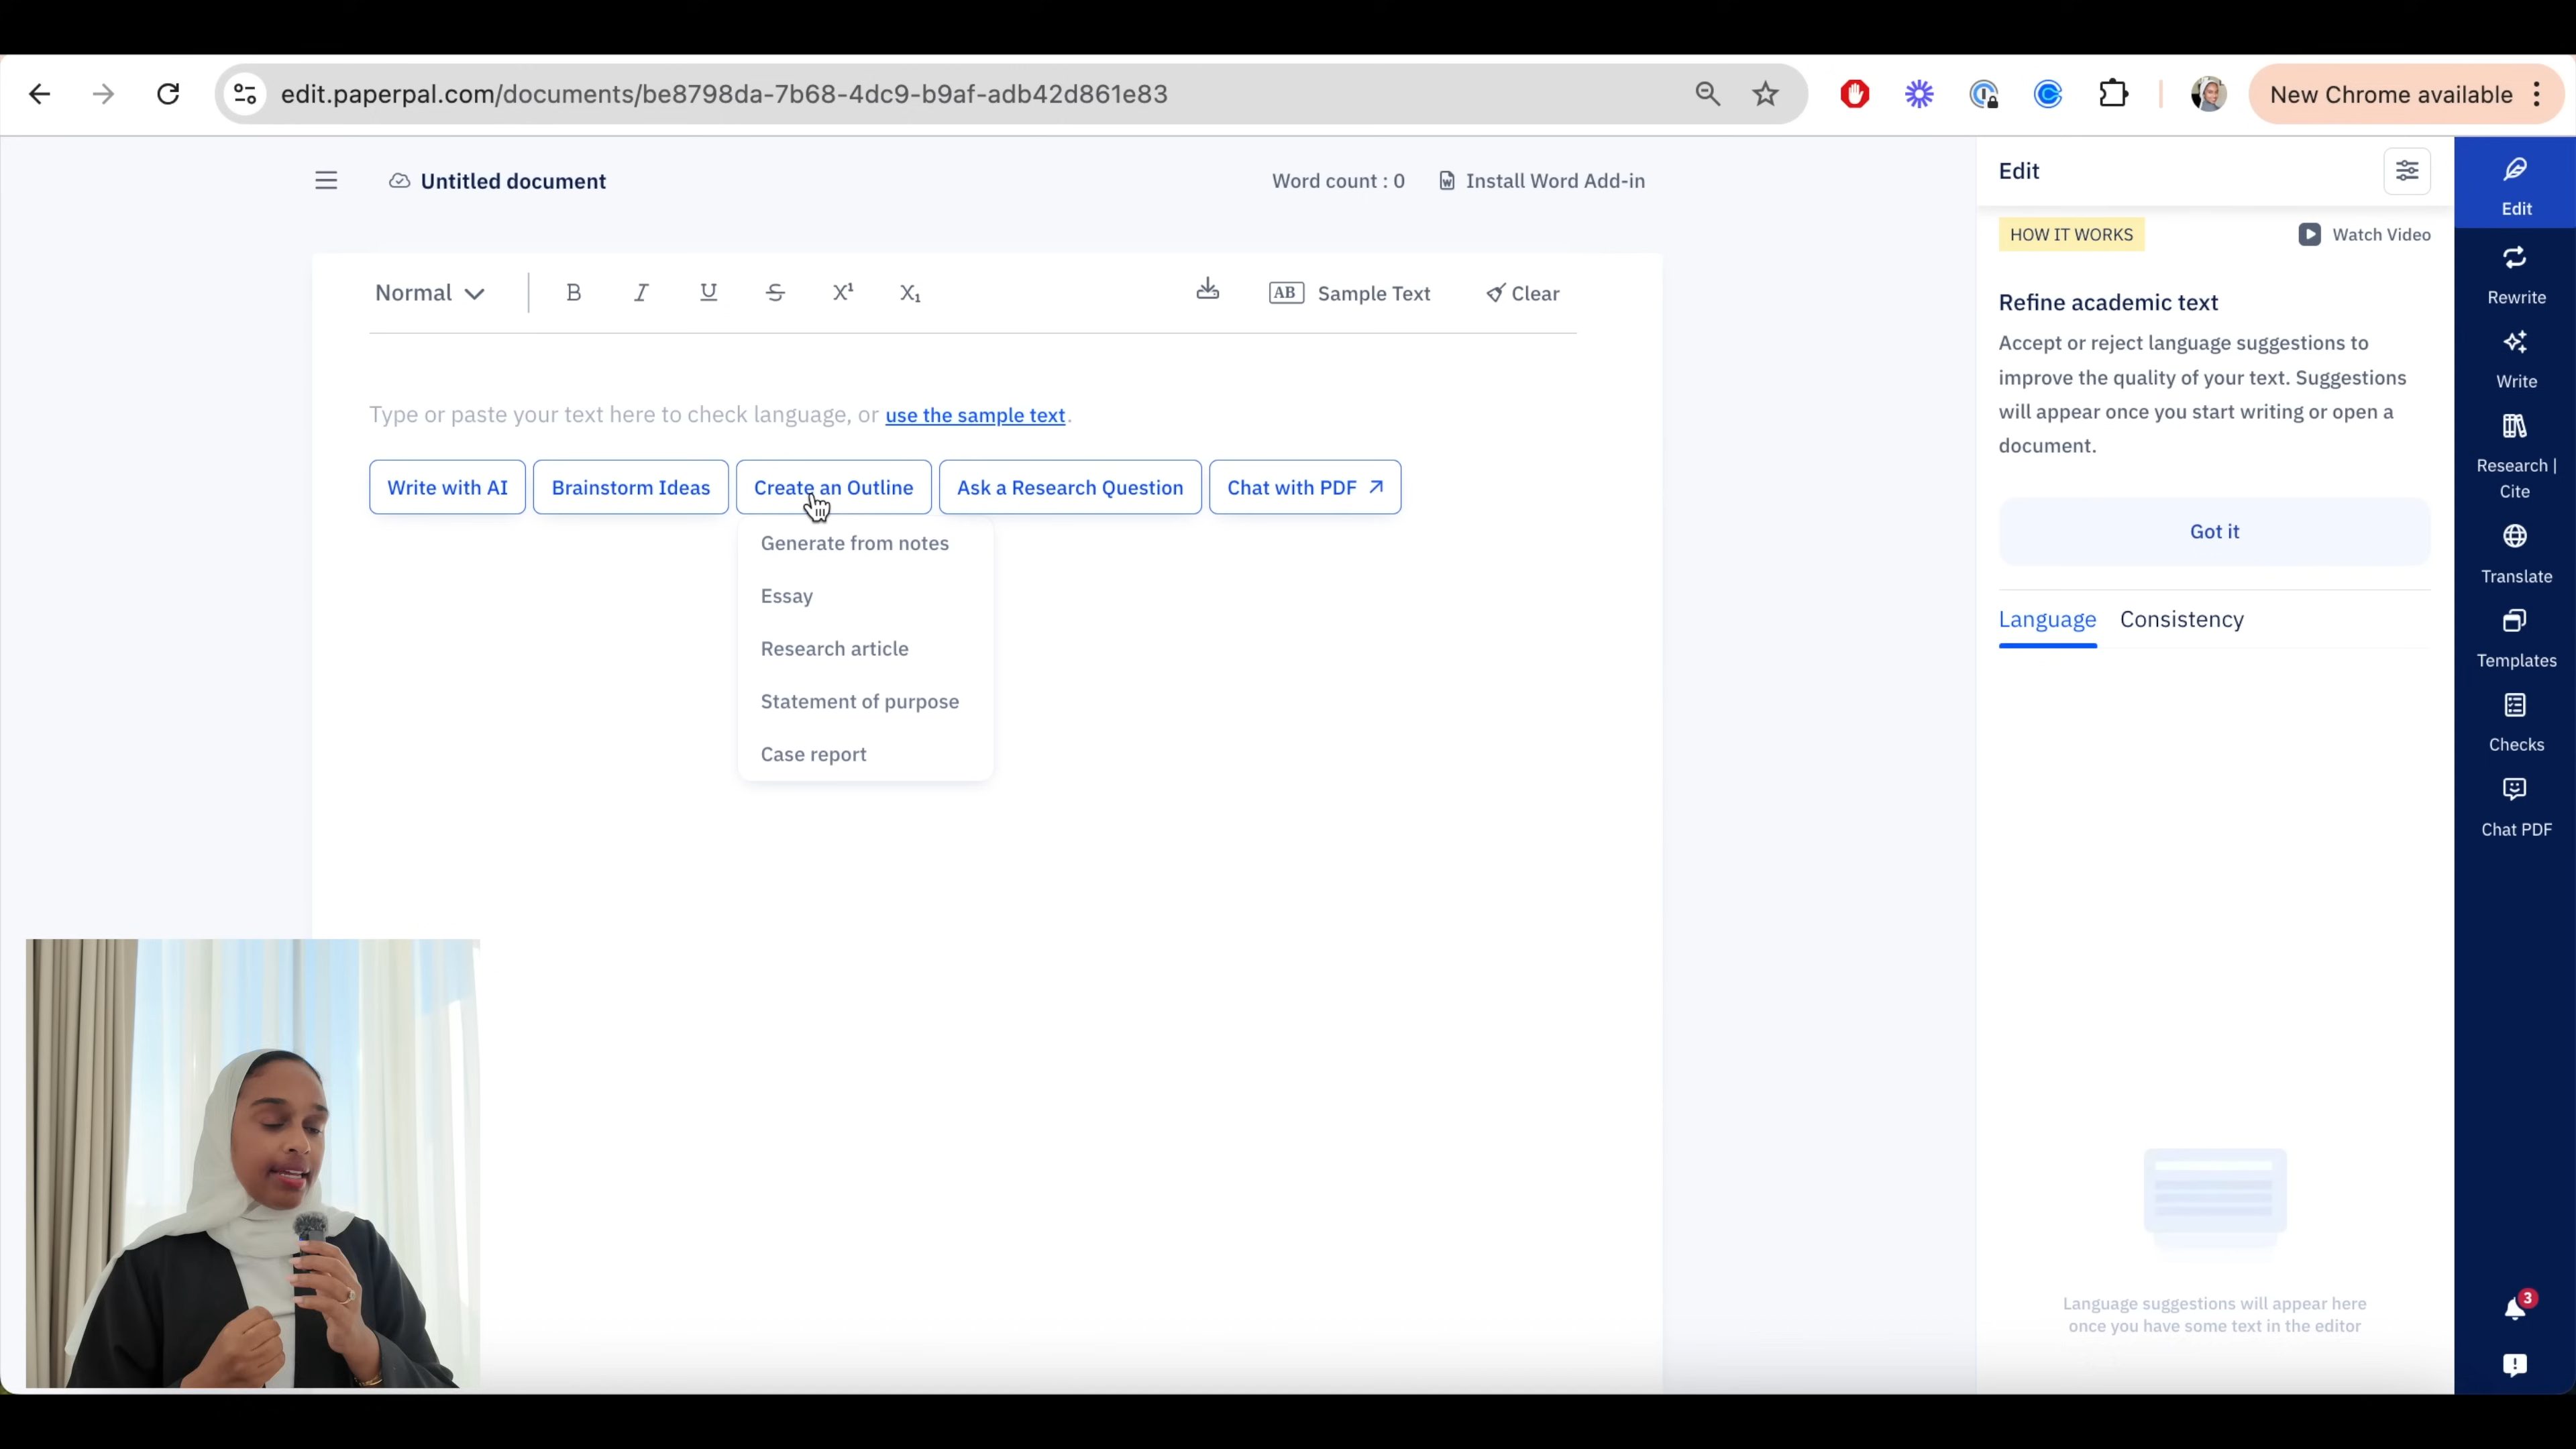 edit.paperpal.com/documents/be8798da-7b68-4dc9-b9af-adb42d861e83
New Chrome available
Untitled document
Word count : 0
Install Word Add-in
Normal
B
I
U
S
X¹
X₁
AB Sample Text
Clear
Type or paste your text here to check language, or use the sample text.
Write with AI
Brainstorm Ideas
Create an Outline
Ask a Research Question
Chat with PDF
Generate from notes
Essay
Research article
Statement of purpose
Case report
Edit
HOW IT WORKS
Watch Video
Refine academic text
Accept or reject language suggestions to
improve the quality of your text. Suggestions
will appear once you start writing or open a
document.
Got it
Language
Consistency
Language suggestions will appear here
once you have some text in the editor
Edit
Rewrite
Write
Research |
Cite
Translate
Templates
Checks
Chat PDF
3